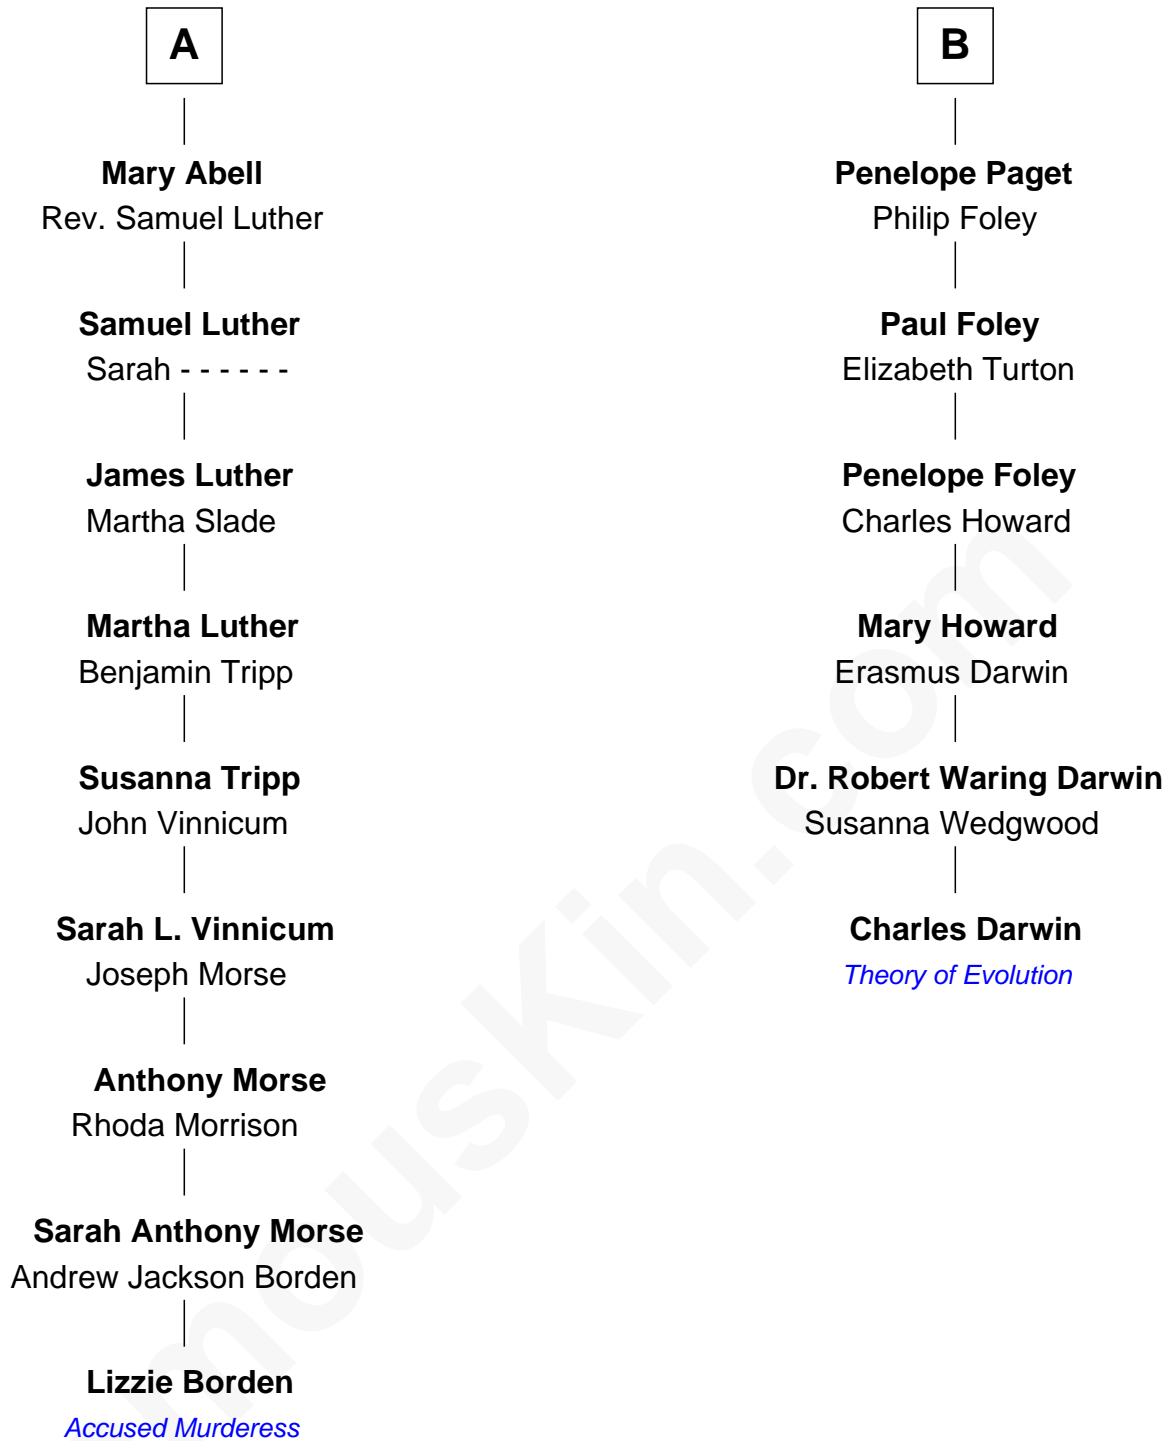 A
Mary Abell
Rev. Samuel Luther
Samuel Luther
Sarah - - - - - -
James Luther
Martha Slade
Martha Luther
Benjamin Tripp
Susanna Tripp
John Vinnicum
Sarah L. Vinnicum
Joseph Morse
Anthony Morse
Rhoda Morrison
Sarah Anthony Morse
Andrew Jackson Borden
Lizzie Borden
Accused Murderess
B
Penelope Paget
Philip Foley
Paul Foley
Elizabeth Turton
Penelope Foley
Charles Howard
Mary Howard
Erasmus Darwin
Dr. Robert Waring Darwin
Susanna Wedgwood
Charles Darwin
Theory of Evolution
mouskin.com